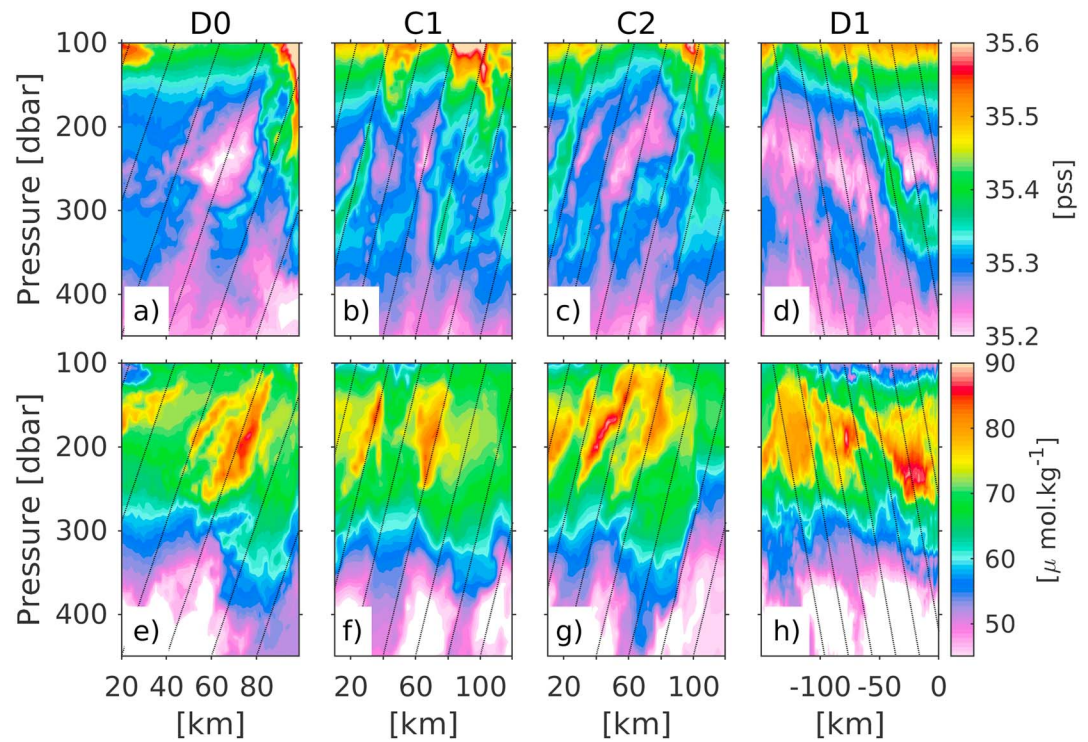 D0 C1 C2 D1
100 35.6
Pressure [dbar] 200 35.5
35.4 [pss]
300 35.3
400 a) b) c) d)
35.2
100 90
Pressure [dbar] 200 80
70 [μ mol.kg-1]
300 60
400 e) f) g) h) 50
20 40 60 80 20 60 100 20 60 100 -100 -50 0
[km] [km] [km] [km]